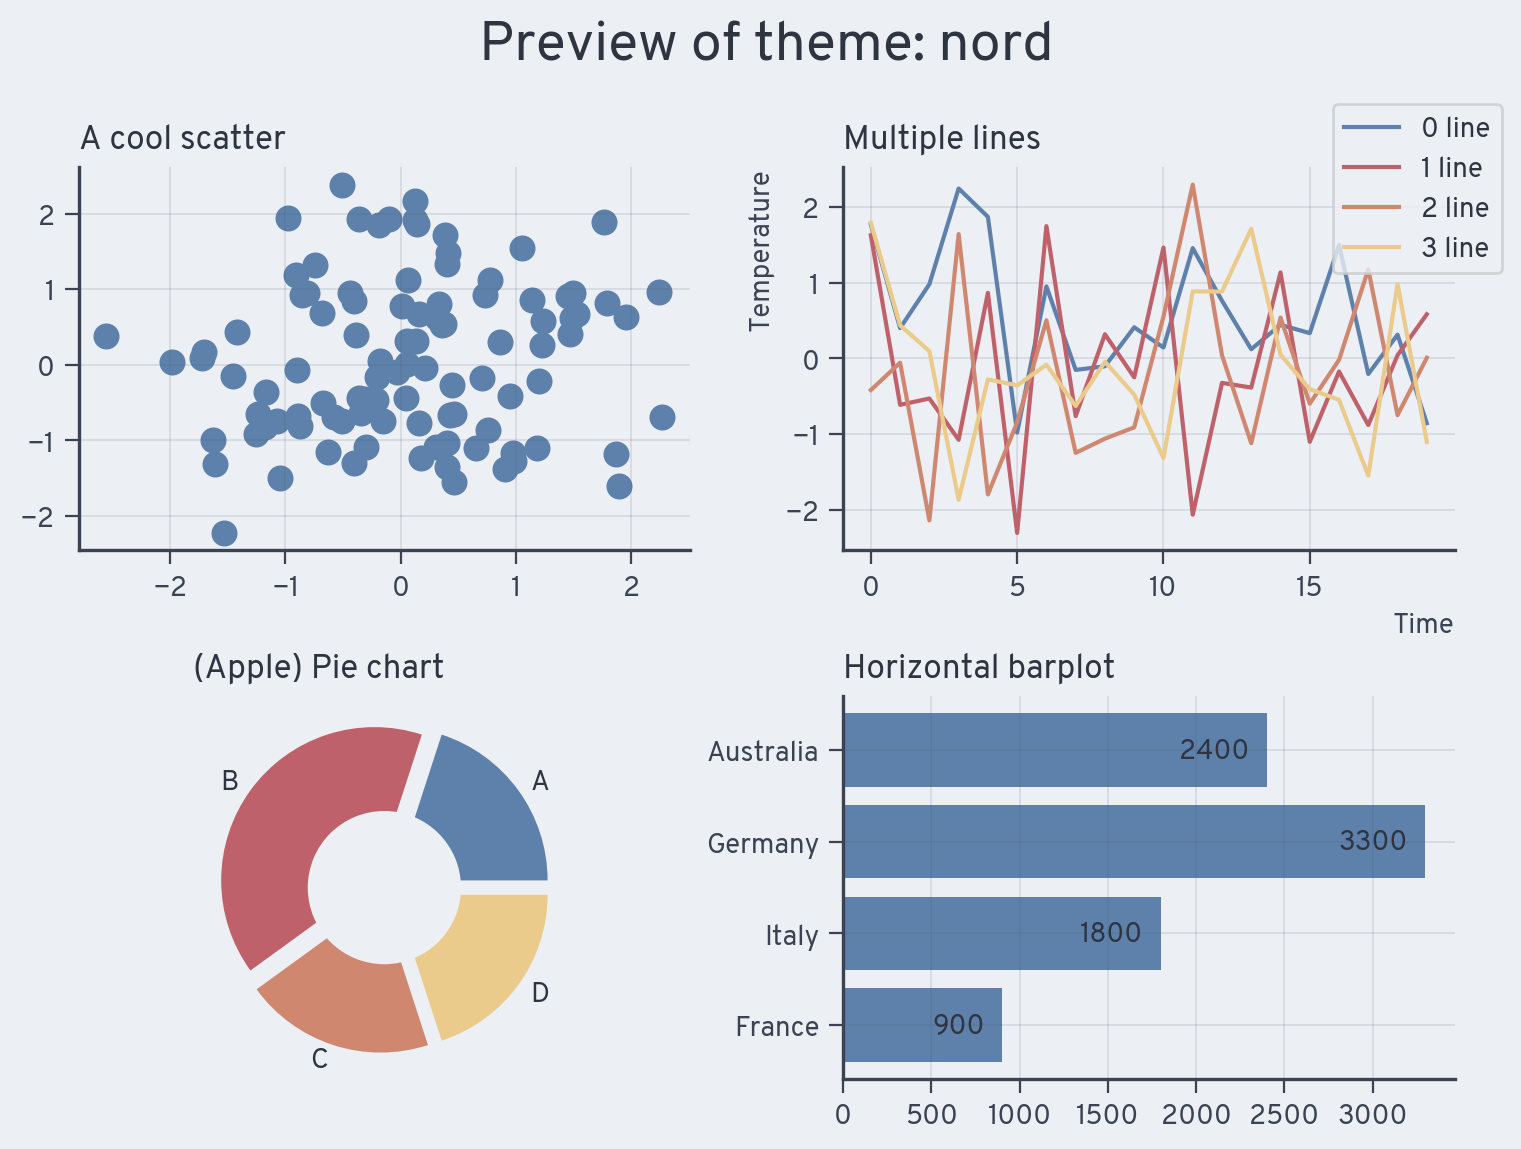 Preview of theme: nord
A cool scatter
2
1
0
−1
−2
−2
−1
0
1
2
Multiple lines
Temperature
2
1
0
−1
−2
0
5
10
15
Time
0 line
1 line
2 line
3 line
(Apple) Pie chart
A
B
C
D
Horizontal barplot
Australia
2400
Germany
3300
Italy
1800
France
900
0
500
1000
1500
2000
2500
3000